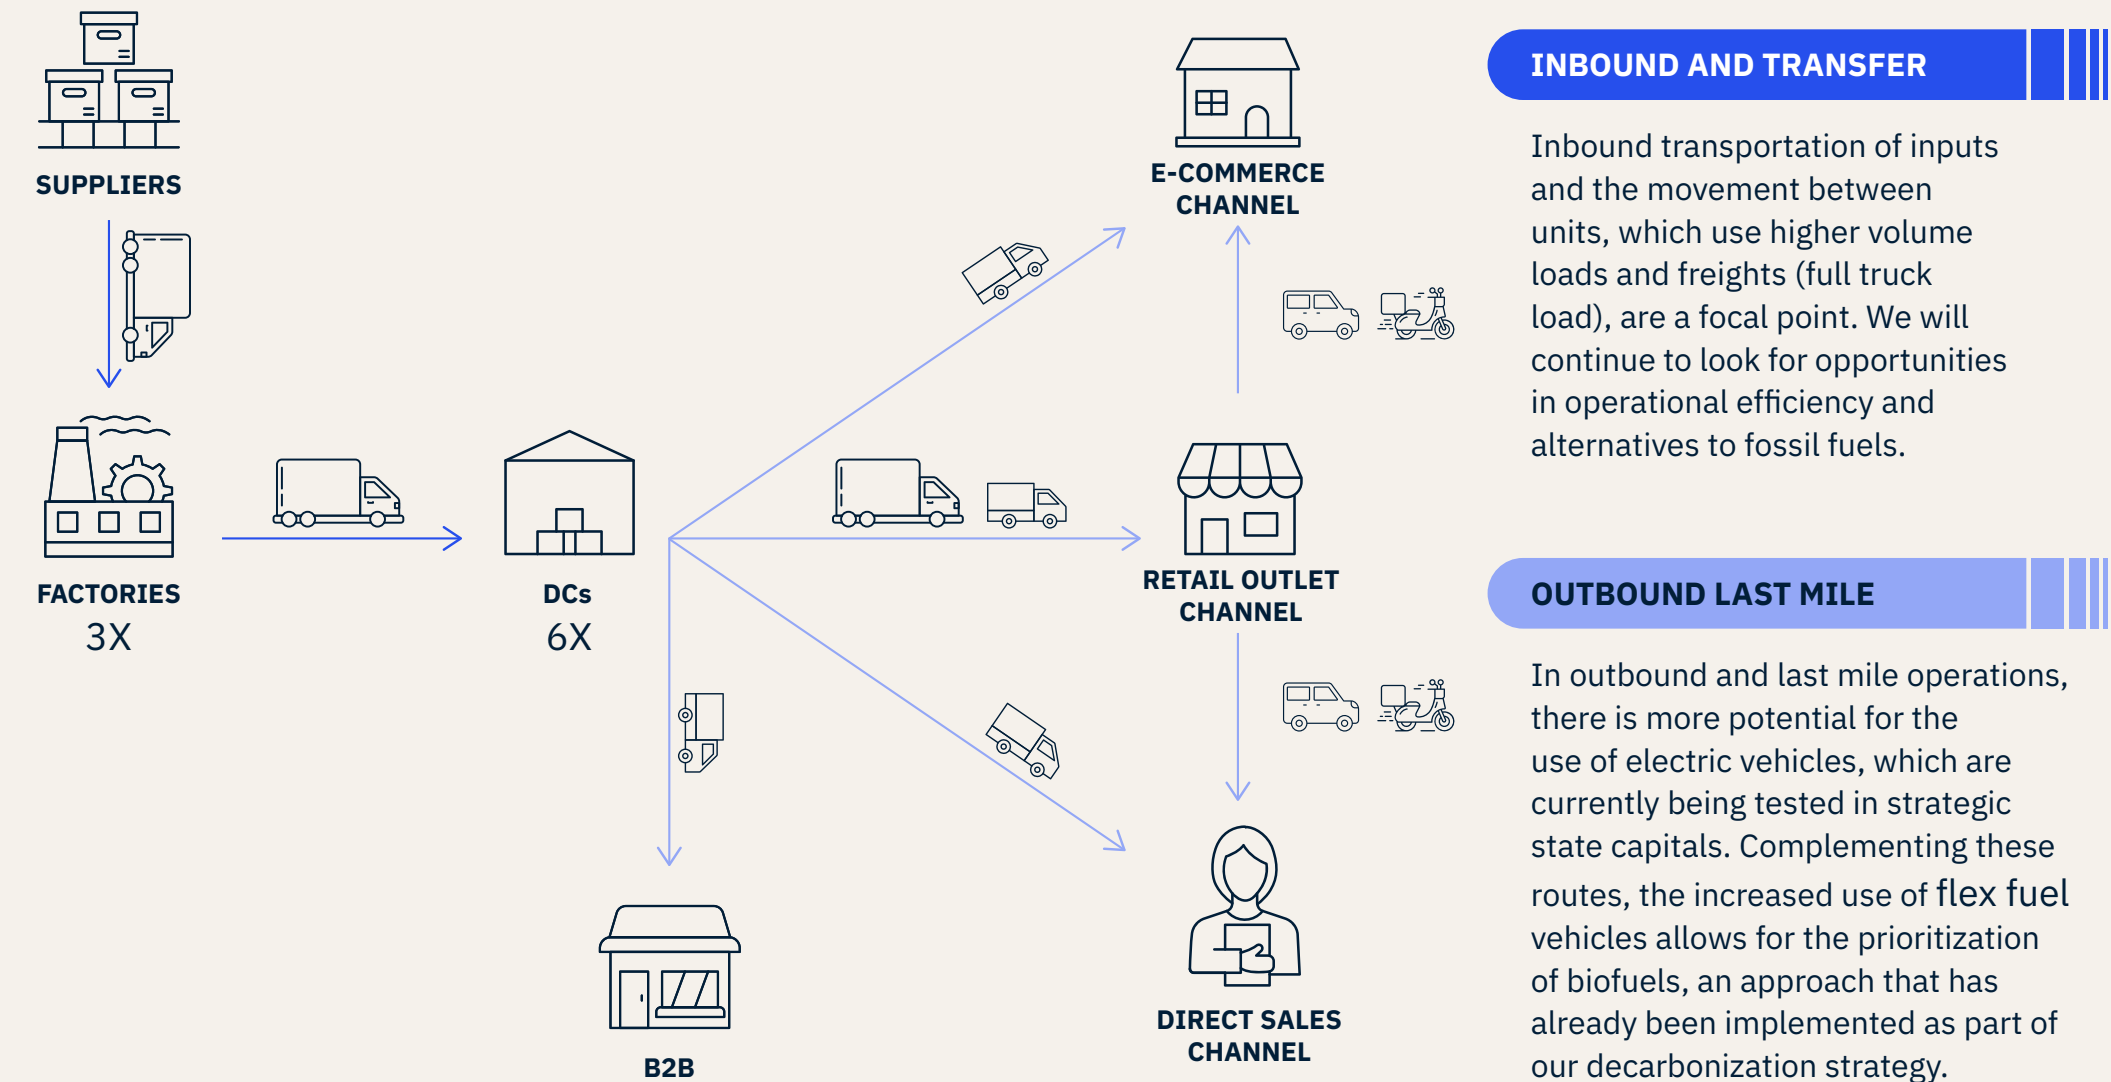 SUPPLIERS
FACTORIES
3X
DCs
6X
E-COMMERCE
CHANNEL
RETAIL OUTLET
CHANNEL
DIRECT SALES
CHANNEL
B2B
INBOUND AND TRANSFER
Inbound transportation of inputs
and the movement between
units, which use higher volume
loads and freights (full truck
load), are a focal point. We will
continue to look for opportunities
in operational efficiency and
alternatives to fossil fuels.
OUTBOUND LAST MILE
In outbound and last mile operations,
there is more potential for the
use of electric vehicles, which are
currently being tested in strategic
state capitals. Complementing these
routes, the increased use of flex fuel
vehicles allows for the prioritization
of biofuels, an approach that has
already been implemented as part of
our decarbonization strategy.